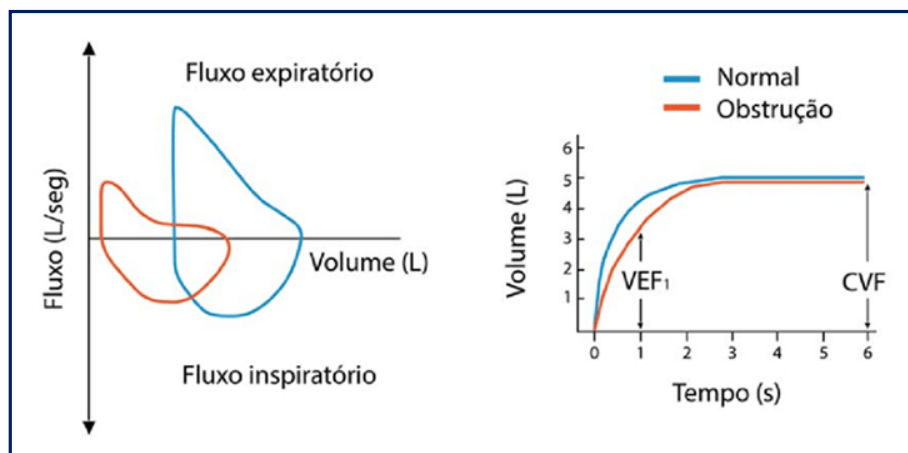 Fluxo expiratório
Fluxo (L/seg)
Volume (L)
Fluxo inspiratório
Normal
Obstrução
Volume (L)
6
5
4
3
2
1
VEF₁
CVF
0 1 2 3 4 5 6
Tempo (s)